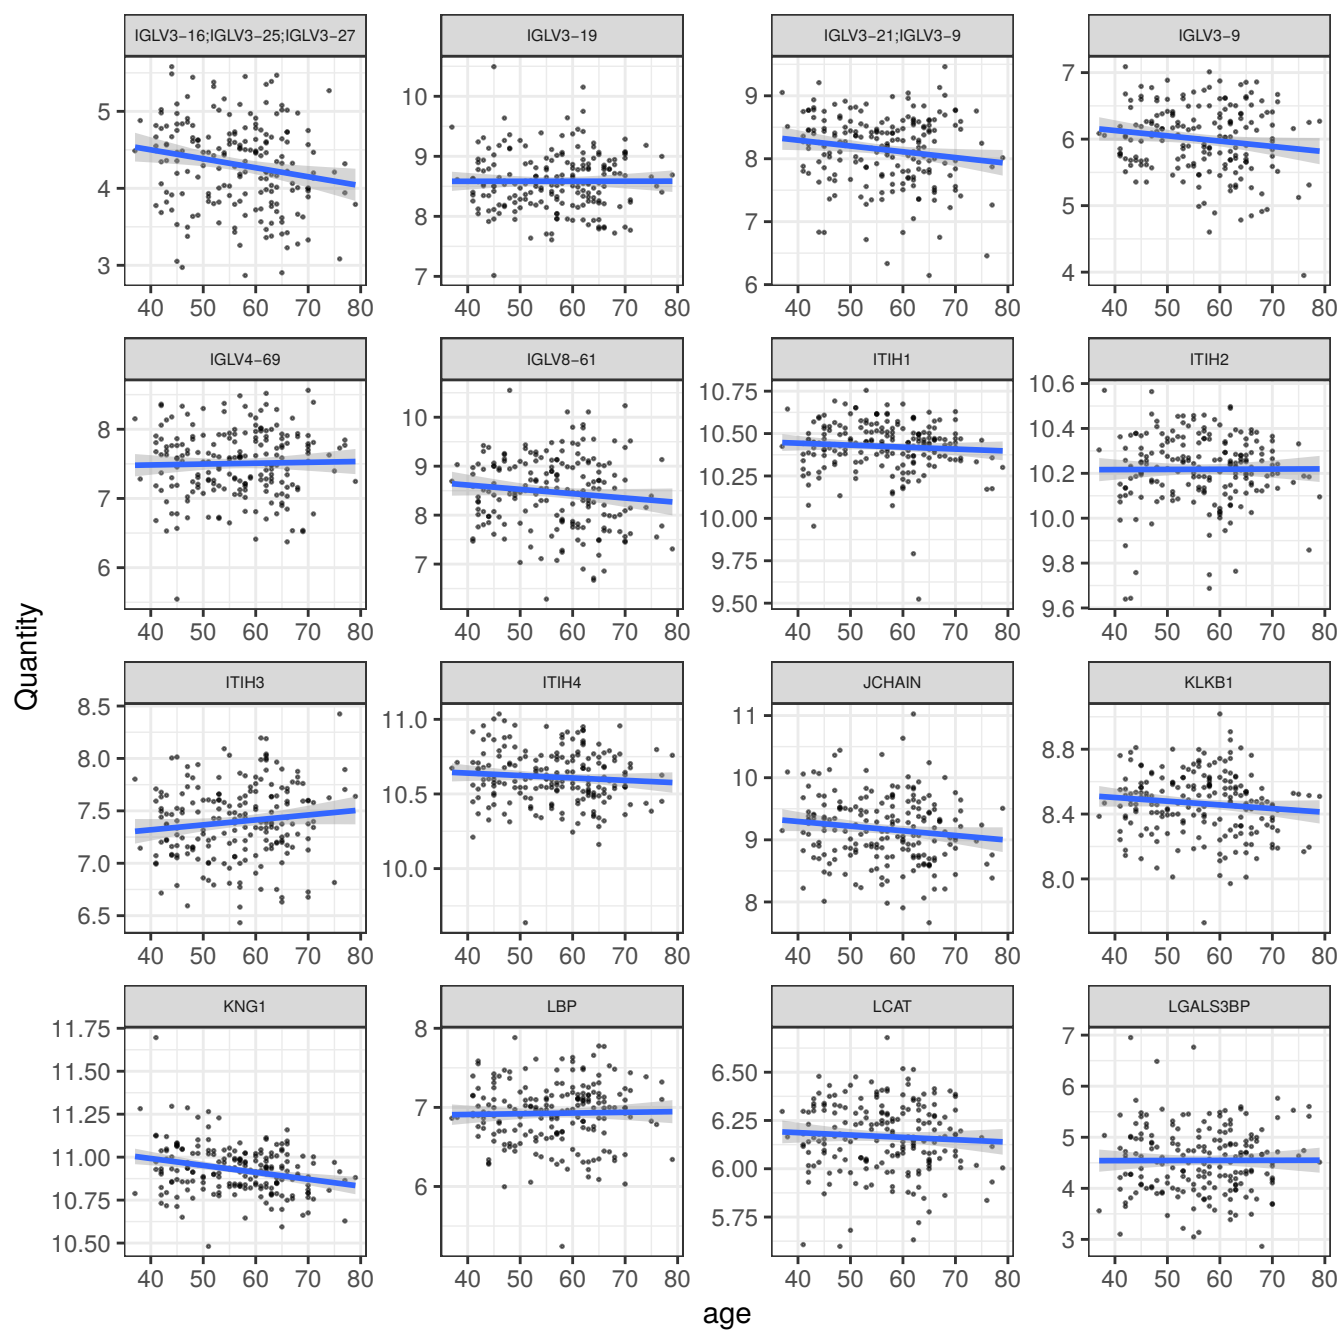 IGLV3−16;IGLV3−25;IGLV3−27 IGLV3−19 IGLV3−21;IGLV3−9 IGLV3−9
5 10 9 7
4 9 8 6
3 8 7 5
7 6 4
40 50 60 70 80 40 50 60 70 80 40 50 60 70 80 40 50 60 70 80
IGLV4−69 IGLV8−61 ITIH1 ITIH2
8 10 10.75 10.6
7 9 10.50 10.4
6 8 10.25 10.2
7 10.00 10.0
9.75 9.8
9.50 9.6
40 50 60 70 80 40 50 60 70 80 40 50 60 70 80 40 50 60 70 80
Quantity
ITIH3 ITIH4 JCHAIN KLKB1
8.5 11.0 11 8.8
8.0 10.5 10 8.4
7.5 10.0 9 8.0
7.0 8
6.5
40 50 60 70 80 40 50 60 70 80 40 50 60 70 80 40 50 60 70 80
KNG1 LBP LCAT LGALS3BP
11.75 8 6.50 7
11.50 7 6.25 6
11.25 6 6.00 5
11.00 5.75 4
10.75 3
10.50
40 50 60 70 80 40 50 60 70 80 40 50 60 70 80 40 50 60 70 80
age